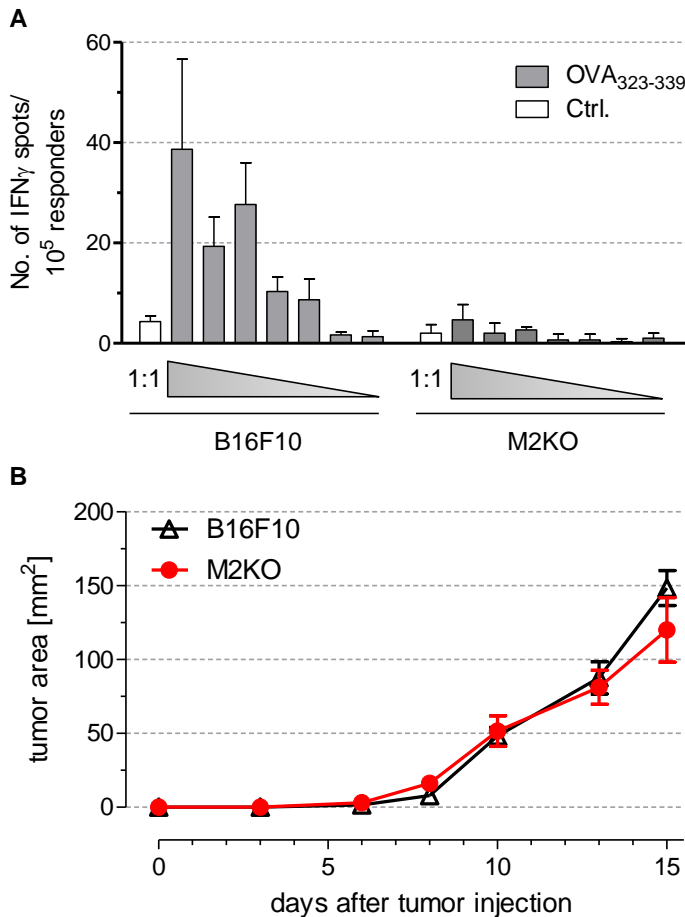 A
No. of IFNγ spots/
10⁵ responders
60
40
20
0
OVA₃₂₃₋₃₃₉
Ctrl.
1:1
1:1
B16F10
M2KO
B
tumor area [mm²]
200
150
100
50
0
B16F10
M2KO
0
5
10
15
days after tumor injection